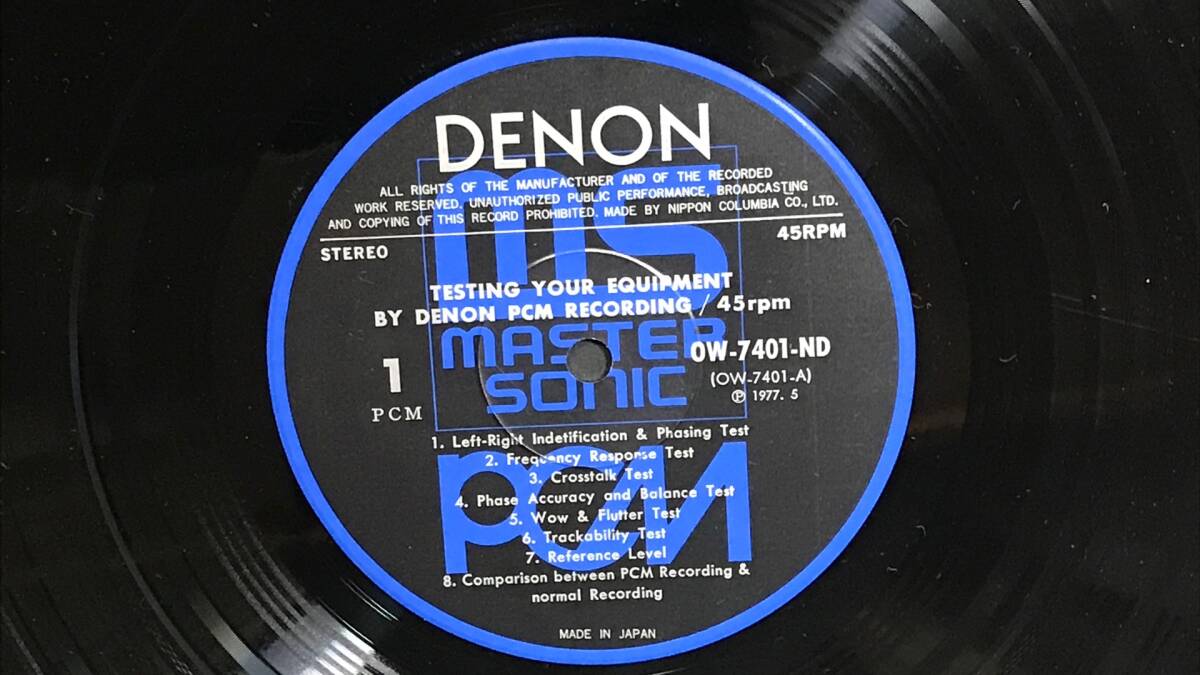 DENON
ALL RIGHTS OF THE MANUFACTURER AND OF THE RECORDED
WORK RESERVED. UNAUTHORIZED PUBLIC PERFORMANCE, BROADCASTING
AND COPYING OF THIS RECORD PROHIBITED. MADE BY NIPPON COLUMBIA CO., LTD.
STEREO 45RPM
ms
TESTING YOUR EQUIPMENT
BY DENON PCM RECORDING / 45rpm
MASTER
SONIC
OW-7401-ND
(OW-7401-A)
℗ 1977. 5
1
PCM
1. Left-Right Indetification & Phasing Test
2. Frequency Response Test
3. Crosstalk Test
4. Phase Accuracy and Balance Test
5. Wow & Flutter Test
6. Trackability Test
7. Reference Level
8. Comparison between PCM Recording &
normal Recording
PCM
MADE IN JAPAN